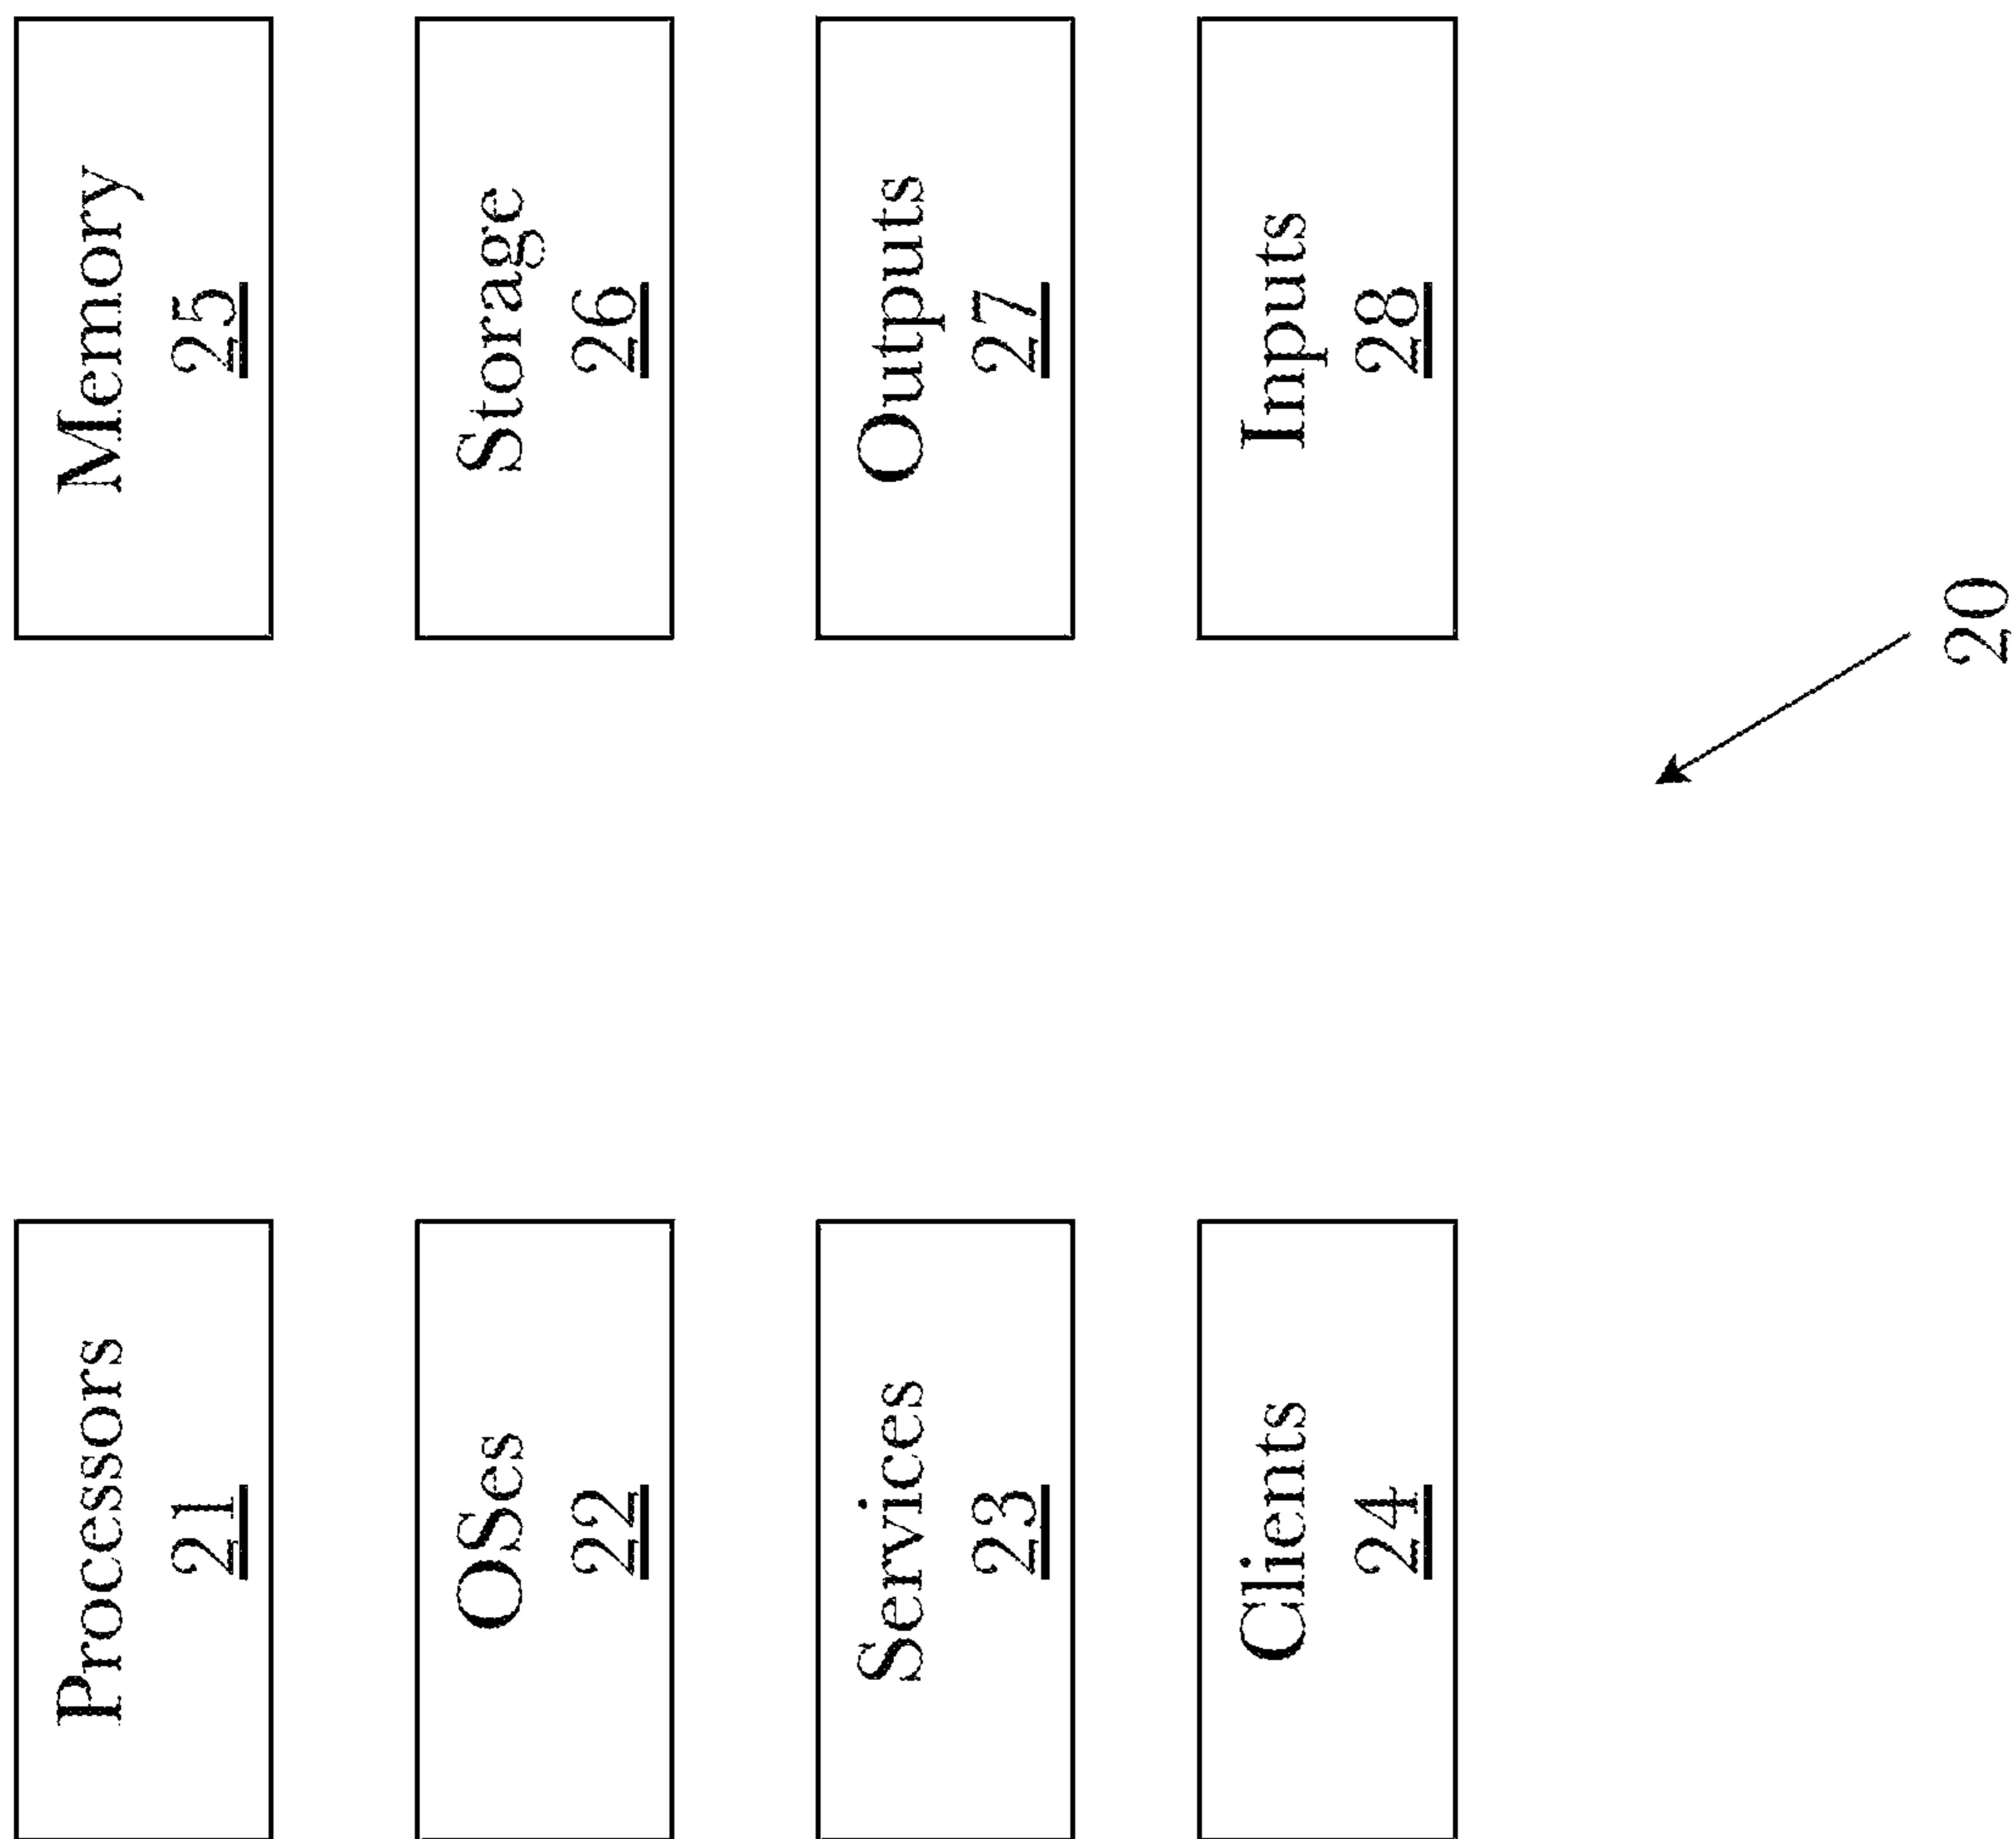 Processors
21
Memory
25
OSes
22
Storage
26
Services
23
Outputs
27
Clients
24
Inputs
28
20